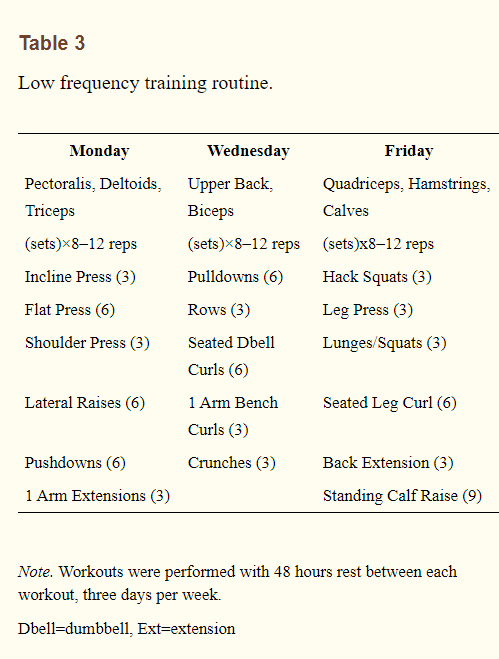 Table 3
Low frequency training routine.
Monday Wednesday Friday
Pectoralis, Deltoids, Upper Back, Quadriceps, Hamstrings,
Triceps Biceps Calves
(sets)×8–12 reps (sets)×8–12 reps (sets)x8–12 reps
Incline Press (3) Pulldowns (6) Hack Squats (3)
Flat Press (6) Rows (3) Leg Press (3)
Shoulder Press (3) Seated Dbell Lunges/Squats (3)
Curls (6)
Lateral Raises (6) 1 Arm Bench Seated Leg Curl (6)
Curls (3)
Pushdowns (6) Crunches (3) Back Extension (3)
1 Arm Extensions (3) Standing Calf Raise (9)
Note. Workouts were performed with 48 hours rest between each
workout, three days per week.
Dbell=dumbbell, Ext=extension